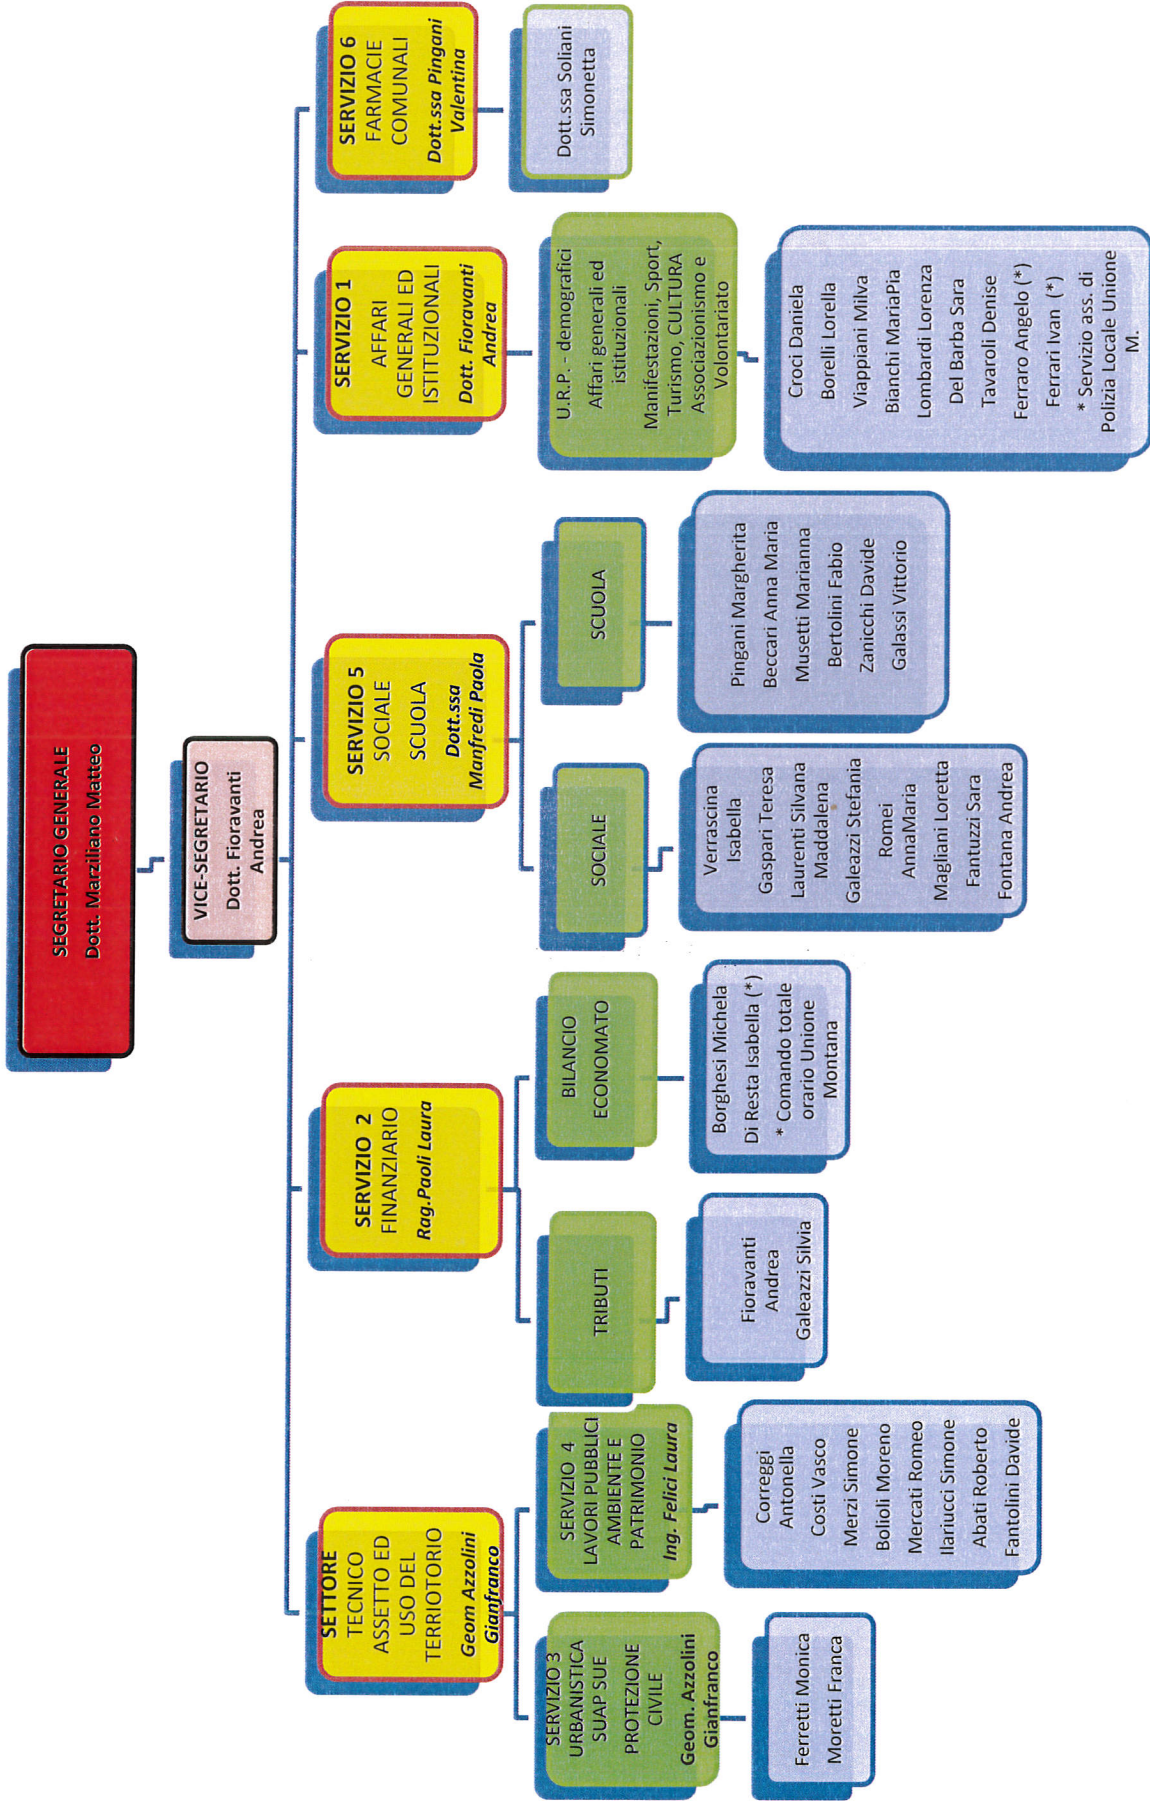 SEGRETARIO GENERALE
Dott. Marziliano Matteo
VICE-SEGRETARIO
Dott. Fioravanti
Andrea
SETTORE
TECNICO
ASSETTO ED
USO DEL
TERRIOTORIO
Geom Azzolini
Gianfranco
SERVIZIO 3
URBANISTICA
SUAP SUE
PROTEZIONE
CIVILE
Geom. Azzolini
Gianfranco
Ferretti Monica
Moretti Franca
SERVIZIO 4
LAVORI PUBBLICI
AMBIENTE E
PATRIMONIO
Ing. Felici Laura
Correggi
Antonella
Costi Vasco
Merzi Simone
Bolioli Moreno
Mercati Romeo
Ilariucci Simone
Abati Roberto
Fantolini Davide
SERVIZIO 2
FINANZIARIO
Rag.Paoli Laura
TRIBUTI
Fioravanti
Andrea
Galeazzi Silvia
BILANCIO
ECONOMATO
Borghesi Michela
Di Resta Isabella (*)
* Comando totale
orario Unione
Montana
SERVIZIO 5
SOCIALE
SCUOLA
Dott.ssa
Manfredi Paola
SOCIALE
Verrascina
Isabella
Gaspari Teresa
Laurenti Silvana
Maddalena
Galeazzi Stefania
Romei
AnnaMaria
Magliani Loretta
Fantuzzi Sara
Fontana Andrea
SCUOLA
Pingani Margherita
Beccari Anna Maria
Musetti Marianna
Bertolini Fabio
Zanicchi Davide
Galassi Vittorio
SERVIZIO 1
AFFARI
GENERALI ED
ISTITUZIONALI
Dott. Fioravanti
Andrea
U.R.P. - demografici
Affari generali ed
istituzionali
Manifestazioni, Sport,
Turismo, CULTURA
Associazionismo e
Volontariato
Croci Daniela
Borelli Lorella
Viappiani Milva
Bianchi MariaPia
Lombardi Lorenza
Del Barba Sara
Tavaroli Denise
Ferraro Angelo (*)
Ferrari Ivan (*)
* Servizio ass. di
Polizia Locale Unione
M.
SERVIZIO 6
FARMACIE
COMUNALI
Dott.ssa Pingani
Valentina
Dott.ssa Soliani
Simonetta